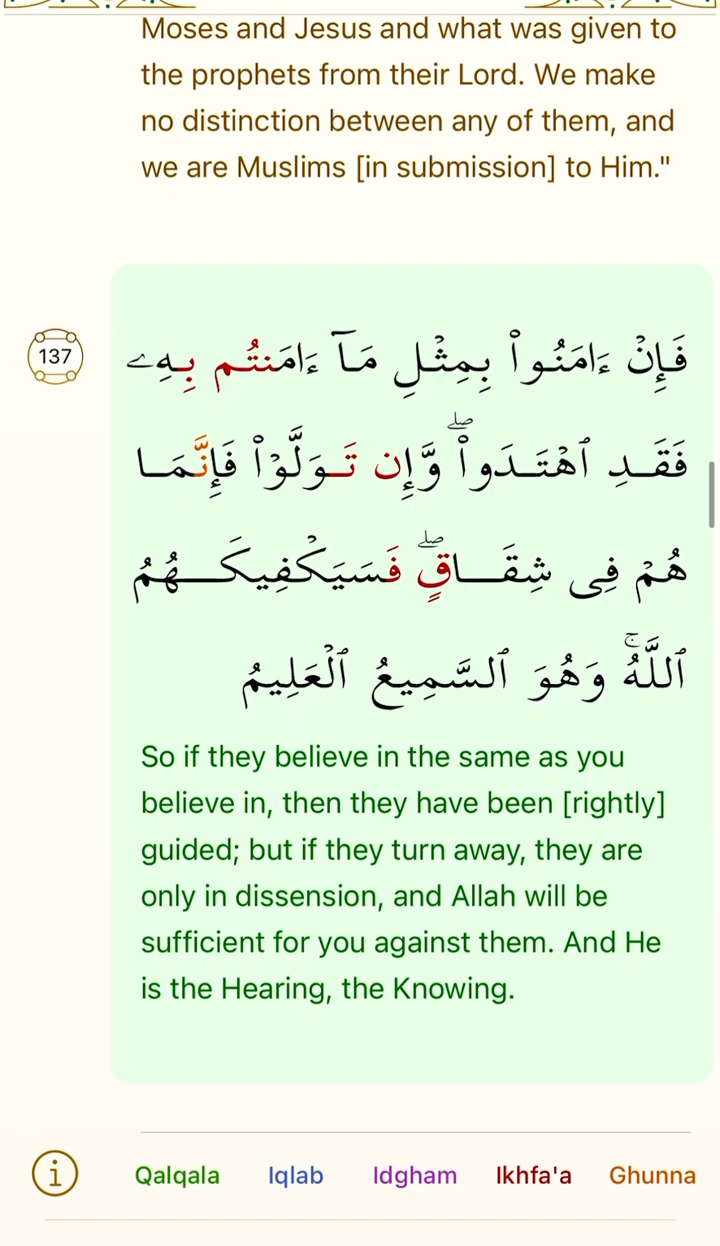 Moses and Jesus and what was given to
the prophets from their Lord. We make
no distinction between any of them, and
we are Muslims [in submission] to Him."
137
فَإِنْ ءَامَنُوا۟ بِمِثْلِ مَآ ءَامَنتُم بِهِۦ
فَقَدِ ٱهْتَدَوا۟ ۖ وَّإِن تَوَلَّوْا۟ فَإِنَّمَا
هُمْ فِى شِقَاقٍ ۖ فَسَيَكْفِيكَهُمُ
ٱللَّهُ ۚ وَهُوَ ٱلسَّمِيعُ ٱلْعَلِيمُ
So if they believe in the same as you
believe in, then they have been [rightly]
guided; but if they turn away, they are
only in dissension, and Allah will be
sufficient for you against them. And He
is the Hearing, the Knowing.
i Qalqala Iqlab Idgham Ikhfa'a Ghunna